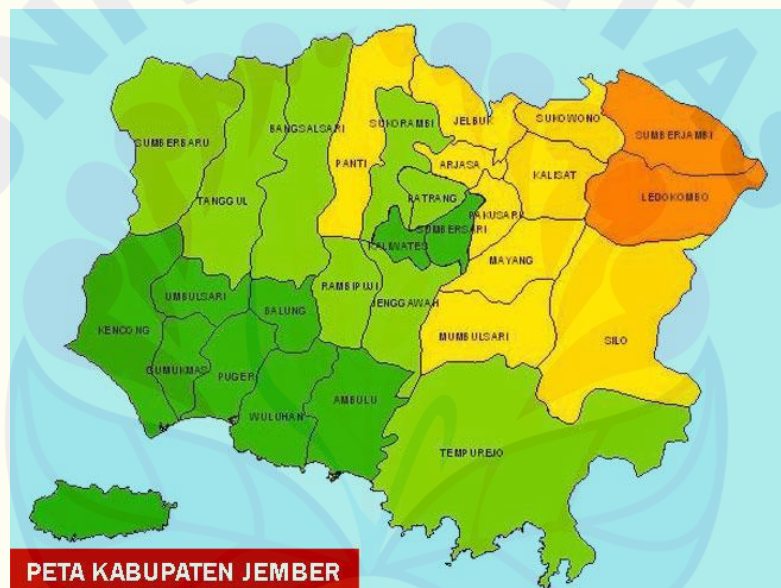 BANGSALSARI
SUKORAMBI
JELBUK
SUKOWONO
SUMBERJAMBI
SUMBERBARU
PANTI
ARJASA
KALISAT
TANGGUL
PATRANG
LEDOKOMBO
PAKUSARI
SUMBERSARI
KALIWATES
MAYANG
RAMBIPUJI
JENGGAWAH
UMBULSARI
BALUNG
KENCONG
MUMBULSARI
SILO
GUMUKMAS
PUGER
AMBULU
WULUHAN
TEMPUREJO
PETA KABUPATEN JEMBER